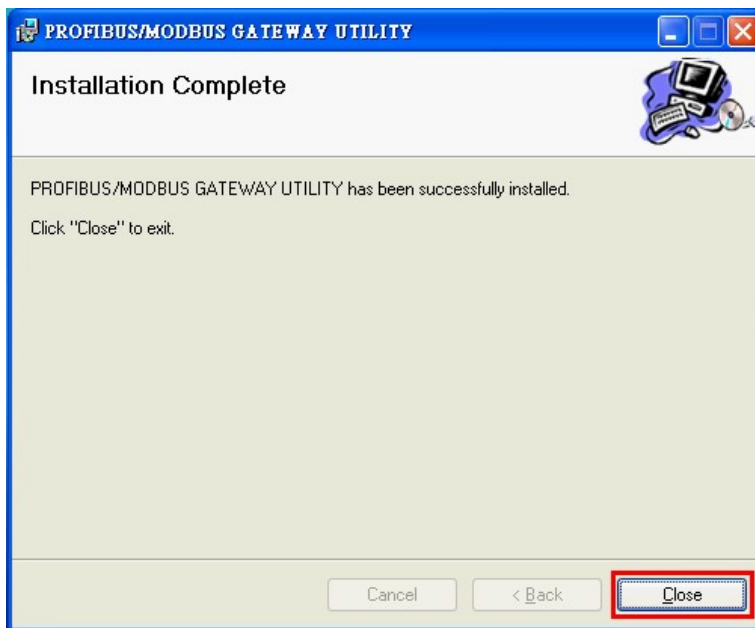 PROFIBUS/MODBUS GATEWAY UTILITY
Installation Complete
PROFIBUS/MODBUS GATEWAY UTILITY has been successfully installed.
Click "Close" to exit.
Cancel
< Back
Close